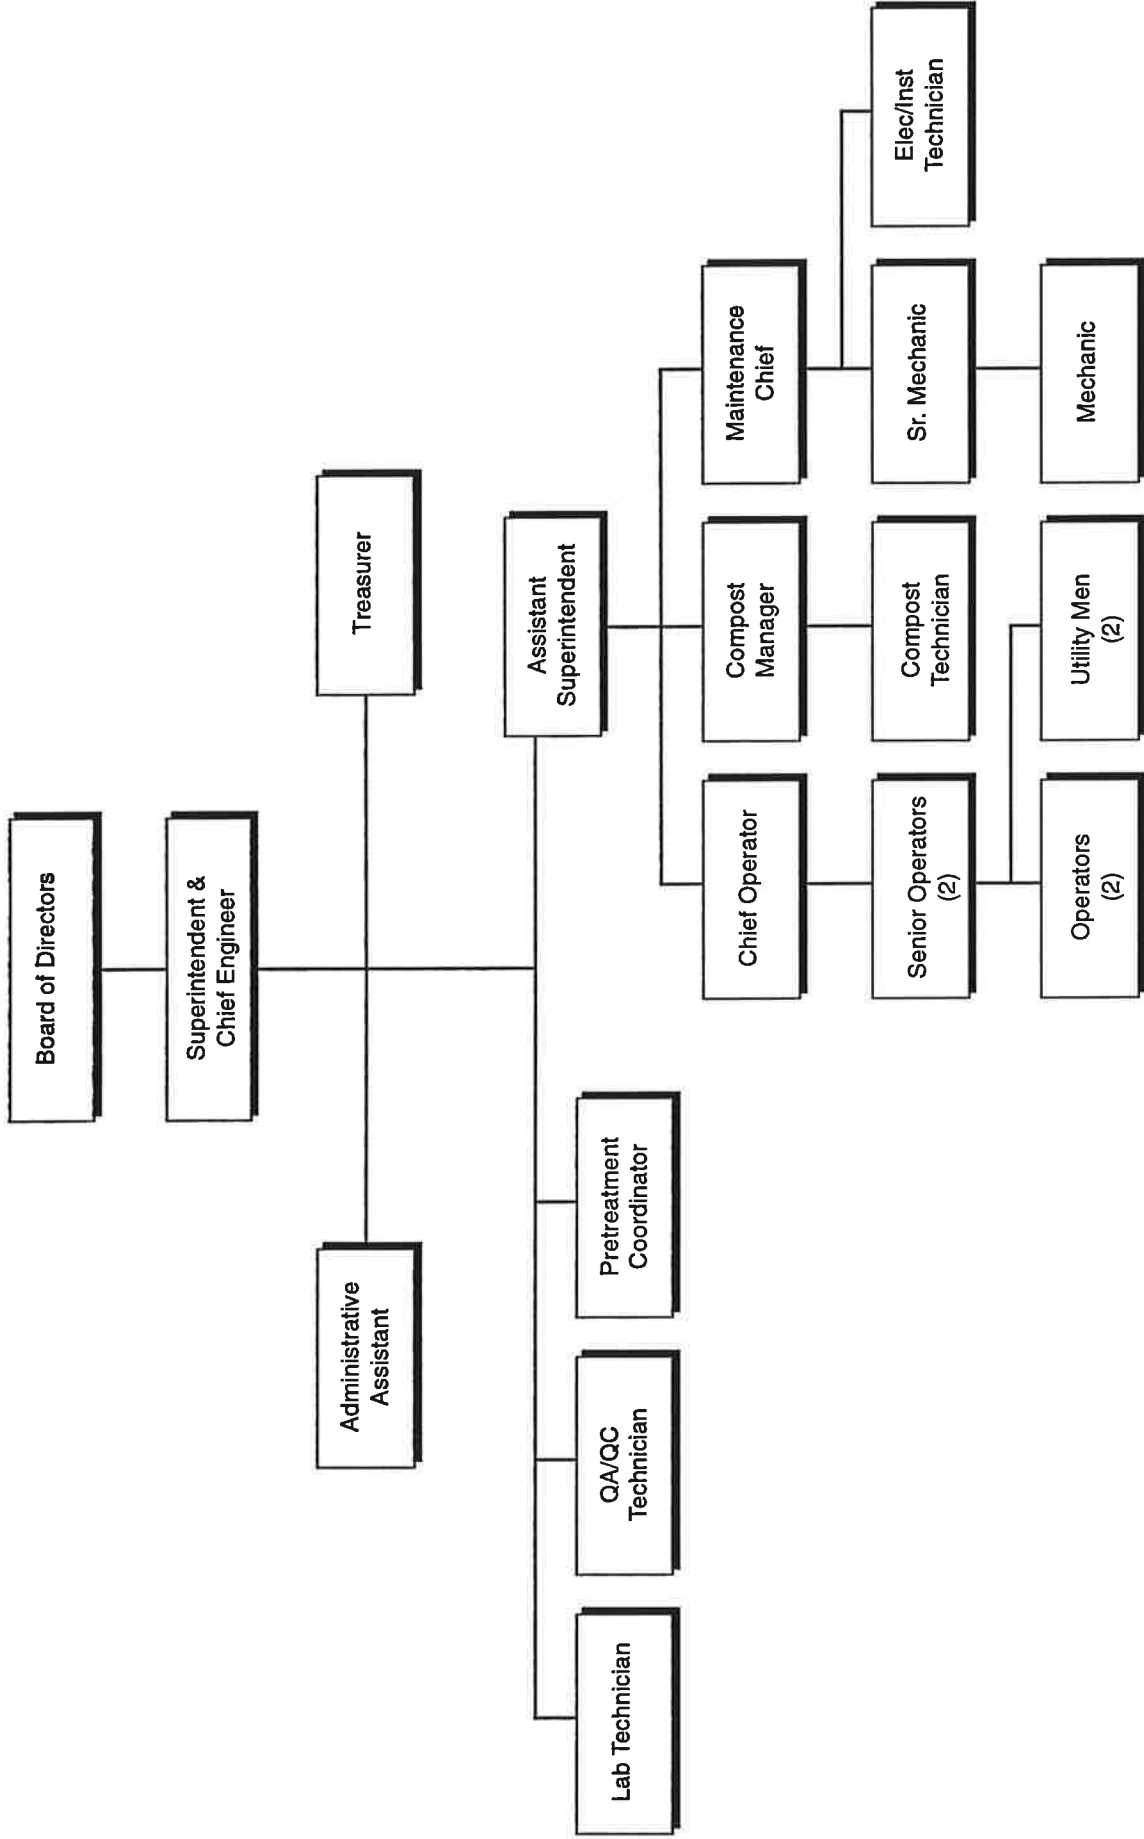 Board of Directors
Superintendent &
Chief Engineer
Administrative
Assistant
Treasurer
Assistant
Superintendent
Lab Technician
QA/QC
Technician
Pretreatment
Coordinator
Chief Operator
Compost
Manager
Maintenance
Chief
Senior Operators
(2)
Compost
Technician
Sr. Mechanic
Elec/Inst
Technician
Operators
(2)
Utility Men
(2)
Mechanic